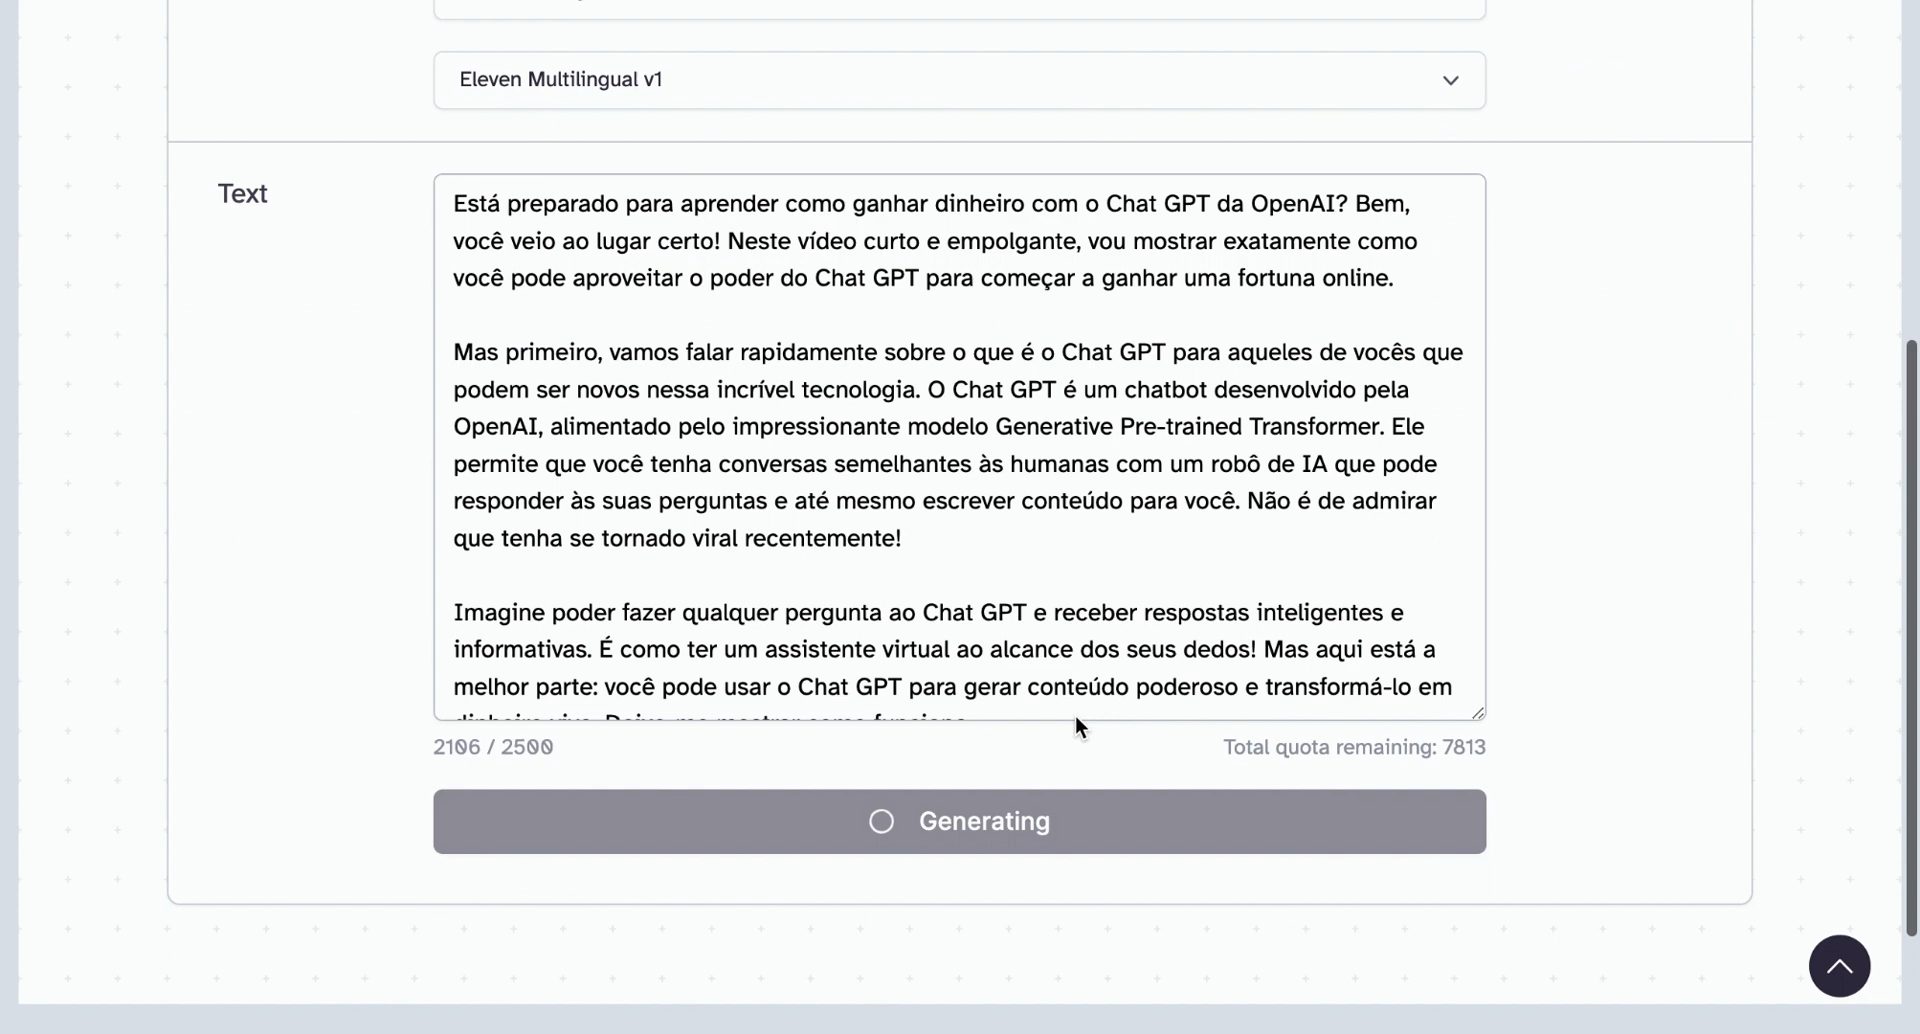 Eleven Multilingual v1
Text
Está preparado para aprender como ganhar dinheiro com o Chat GPT da OpenAI? Bem,
você veio ao lugar certo! Neste vídeo curto e empolgante, vou mostrar exatamente como
você pode aproveitar o poder do Chat GPT para começar a ganhar uma fortuna online.
Mas primeiro, vamos falar rapidamente sobre o que é o Chat GPT para aqueles de vocês que
podem ser novos nessa incrível tecnologia. O Chat GPT é um chatbot desenvolvido pela
OpenAI, alimentado pelo impressionante modelo Generative Pre-trained Transformer. Ele
permite que você tenha conversas semelhantes às humanas com um robô de IA que pode
responder às suas perguntas e até mesmo escrever conteúdo para você. Não é de admirar
que tenha se tornado viral recentemente!
Imagine poder fazer qualquer pergunta ao Chat GPT e receber respostas inteligentes e
informativas. É como ter um assistente virtual ao alcance dos seus dedos! Mas aqui está a
melhor parte: você pode usar o Chat GPT para gerar conteúdo poderoso e transformá-lo em
2106 / 2500
Total quota remaining: 7813
Generating